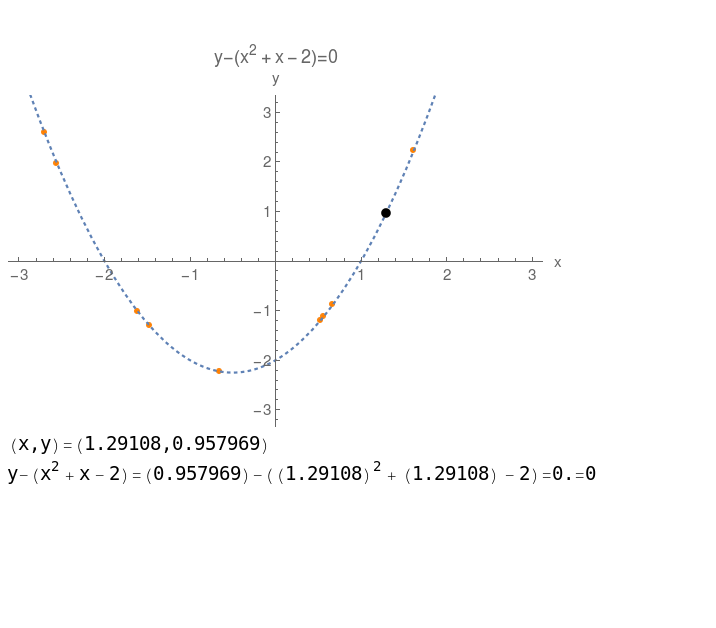 y−(x² + x − 2)=0
y
3
2
1
−3 −2 −1 1 2 3 x
−1
−2
−3
(x,y)=(1.29108,0.957969)
y−(x²+x−2)=(0.957969)−((1.29108)²+(1.29108)−2)=0.=0